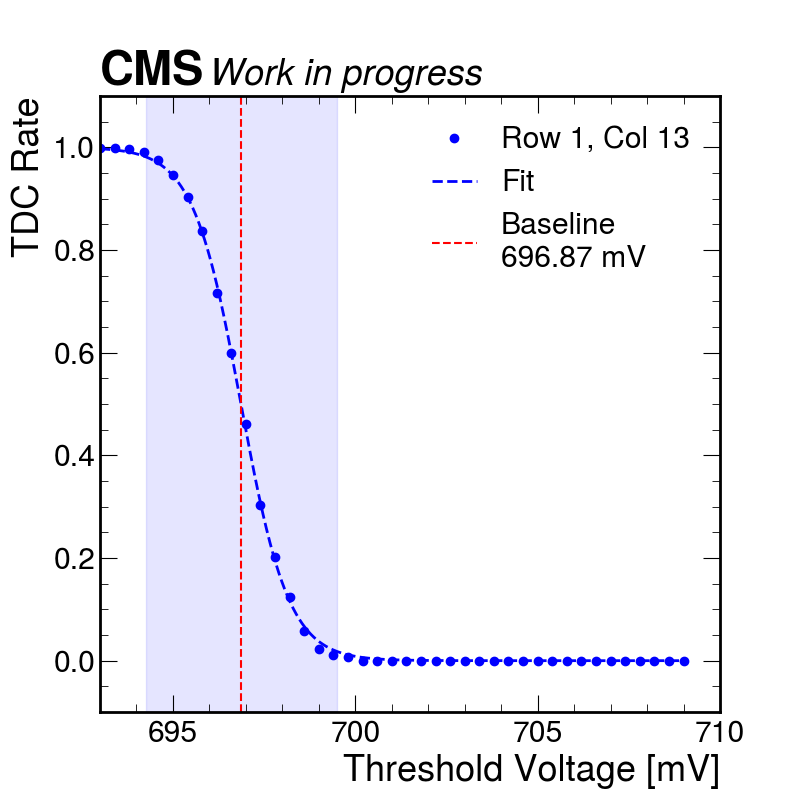 CMS Work in progress
TDC Rate
1.0
0.8
0.6
0.4
0.2
0.0
Row 1, Col 13
Fit
Baseline
696.87 mV
695
700
705
710
Threshold Voltage [mV]